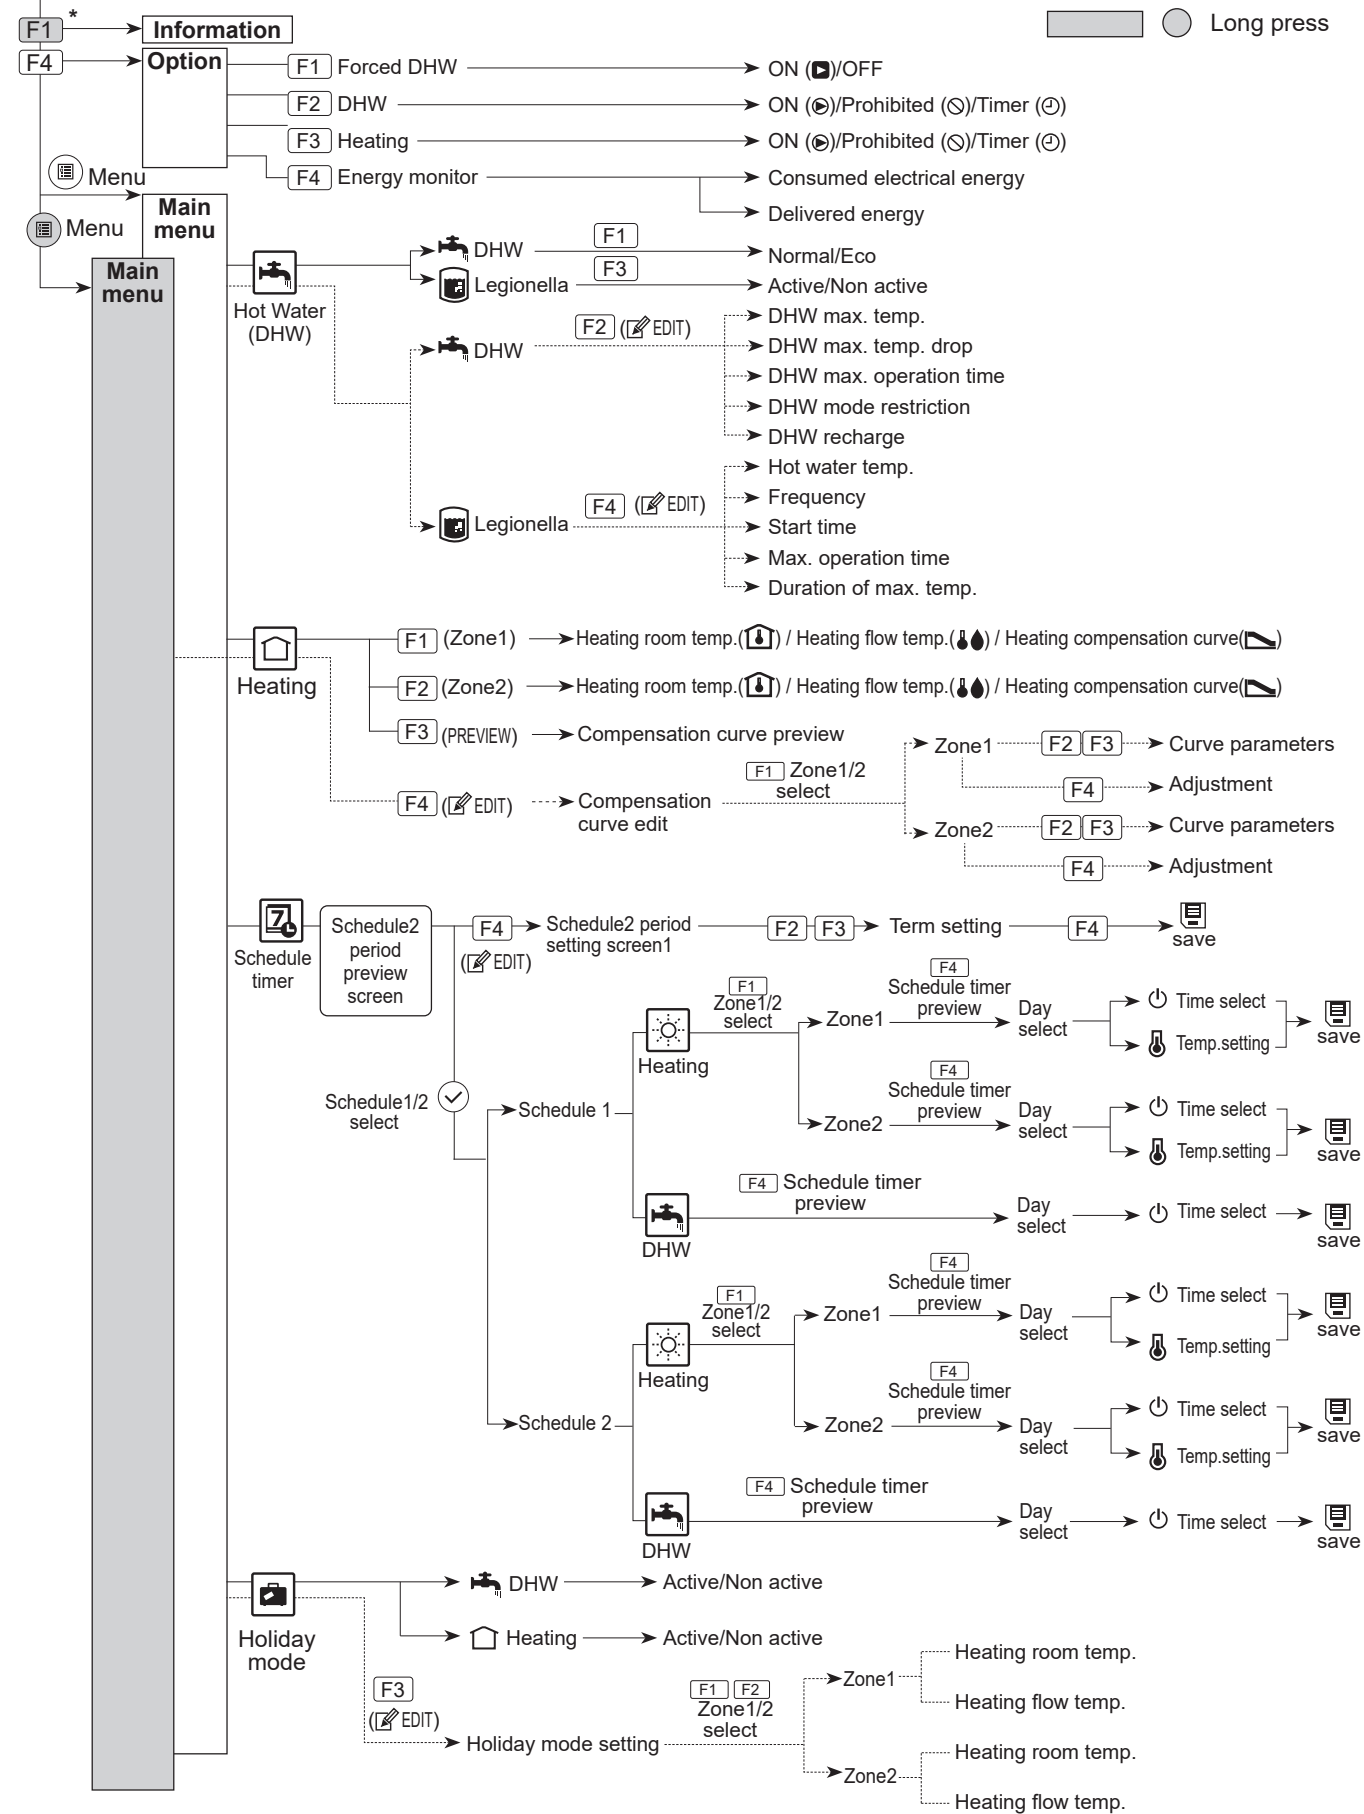 F1 * Information
Long press
F4 Option
F1 Forced DHW ON ( )/OFF
F2 DHW ON ( )/Prohibited ( )/Timer ( )
F3 Heating ON ( )/Prohibited ( )/Timer ( )
F4 Energy monitor Consumed electrical energy
Delivered energy
Menu
Main
menu
Menu
Main
menu
Hot Water
(DHW)
DHW F1 Normal/Eco
Legionella F3 Active/Non active
DHW F2 ( EDIT)
DHW max. temp.
DHW max. temp. drop
DHW max. operation time
DHW mode restriction
DHW recharge
Legionella F4 ( EDIT)
Hot water temp.
Frequency
Start time
Max. operation time
Duration of max. temp.
Heating
F1 (Zone1) Heating room temp.( ) / Heating flow temp.( ) / Heating compensation curve( )
F2 (Zone2) Heating room temp.( ) / Heating flow temp.( ) / Heating compensation curve( )
F3 (PREVIEW) Compensation curve preview
F4 ( EDIT) Compensation
curve edit
F1 Zone1/2
select
Zone1 F2 F3 Curve parameters
F4 Adjustment
Zone2 F2 F3 Curve parameters
F4 Adjustment
7
Schedule
timer
Schedule2
period
preview
screen
F4
( EDIT)
Schedule2 period
setting screen1
F2 F3 Term setting F4 save
Schedule1/2
select
Schedule 1
Heating
F1
Zone1/2
select
Zone1
F4
Schedule timer
preview
Day
select
Time select
Temp.setting
save
Zone2
F4
Schedule timer
preview
Day
select
Time select
Temp.setting
save
DHW
F4 Schedule timer
preview
Day
select
Time select
save
Schedule 2
Heating
F1
Zone1/2
select
Zone1
F4
Schedule timer
preview
Day
select
Time select
Temp.setting
save
Zone2
F4
Schedule timer
preview
Day
select
Time select
Temp.setting
save
DHW
F4 Schedule timer
preview
Day
select
Time select
save
Holiday
mode
DHW Active/Non active
Heating Active/Non active
F3
( EDIT)
Holiday mode setting
F1 F2
Zone1/2
select
Zone1
Heating room temp.
Heating flow temp.
Zone2
Heating room temp.
Heating flow temp.